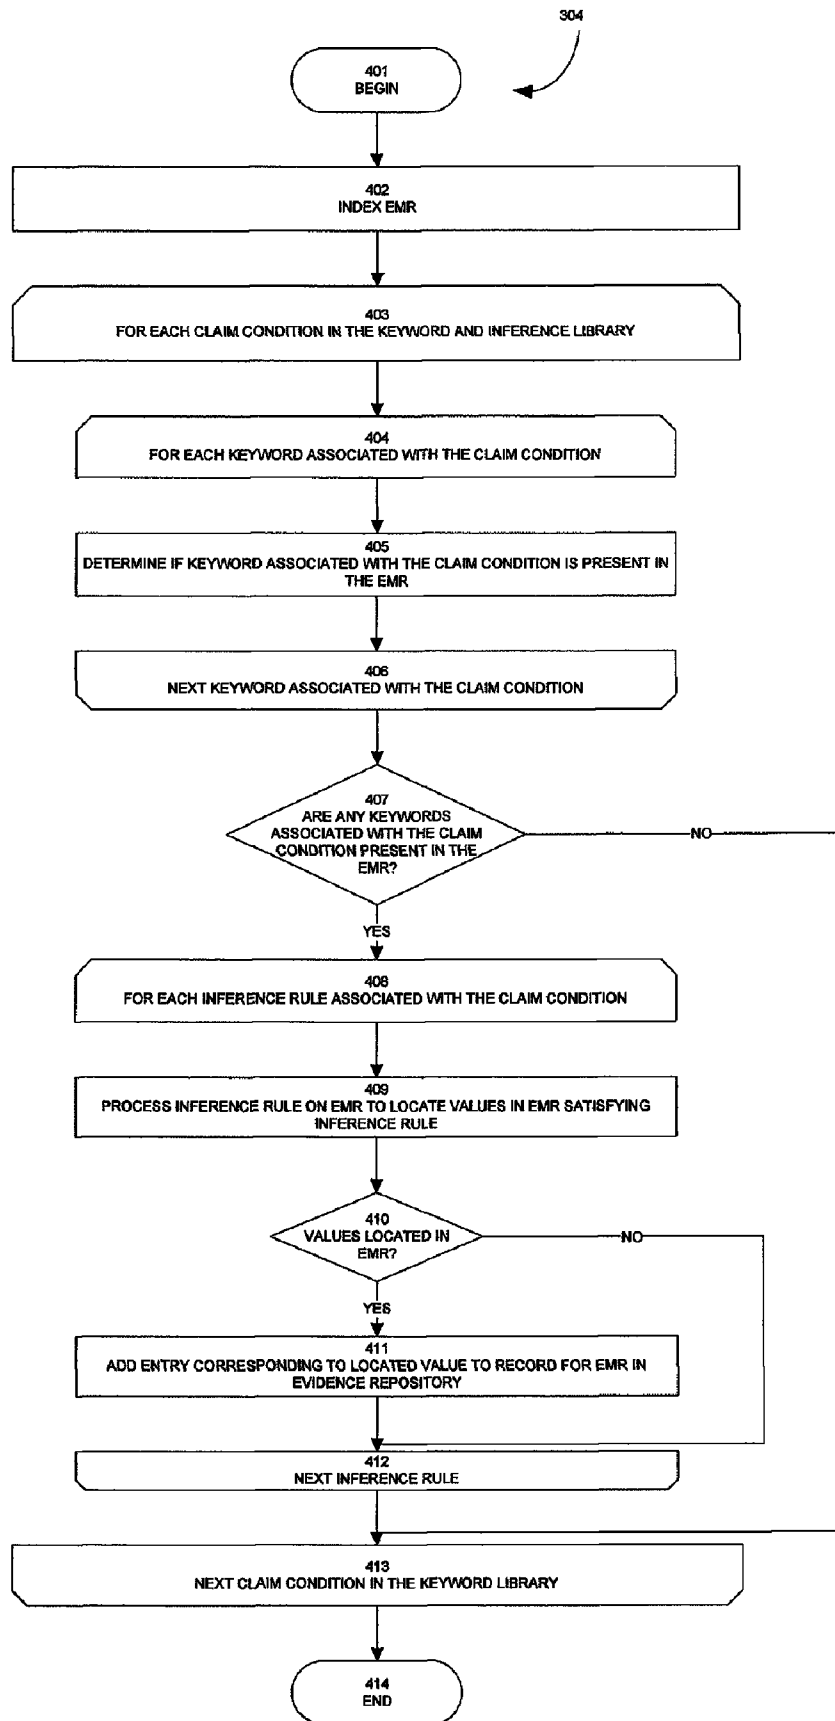 304
401
BEGIN
402
INDEX EMR
403
FOR EACH CLAIM CONDITION IN THE KEYWORD AND INFERENCE LIBRARY
404
FOR EACH KEYWORD ASSOCIATED WITH THE CLAIM CONDITION
405
DETERMINE IF KEYWORD ASSOCIATED WITH THE CLAIM CONDITION IS PRESENT IN
THE EMR
406
NEXT KEYWORD ASSOCIATED WITH THE CLAIM CONDITION
407
ARE ANY KEYWORDS
ASSOCIATED WITH THE CLAIM
CONDITION PRESENT IN THE
EMR?
NO
YES
408
FOR EACH INFERENCE RULE ASSOCIATED WITH THE CLAIM CONDITION
409
PROCESS INFERENCE RULE ON EMR TO LOCATE VALUES IN EMR SATISFYING
INFERENCE RULE
410
VALUES LOCATED IN
EMR?
NO
YES
411
ADD ENTRY CORRESPONDING TO LOCATED VALUE TO RECORD FOR EMR IN
EVIDENCE REPOSITORY
412
NEXT INFERENCE RULE
413
NEXT CLAIM CONDITION IN THE KEYWORD LIBRARY
414
END